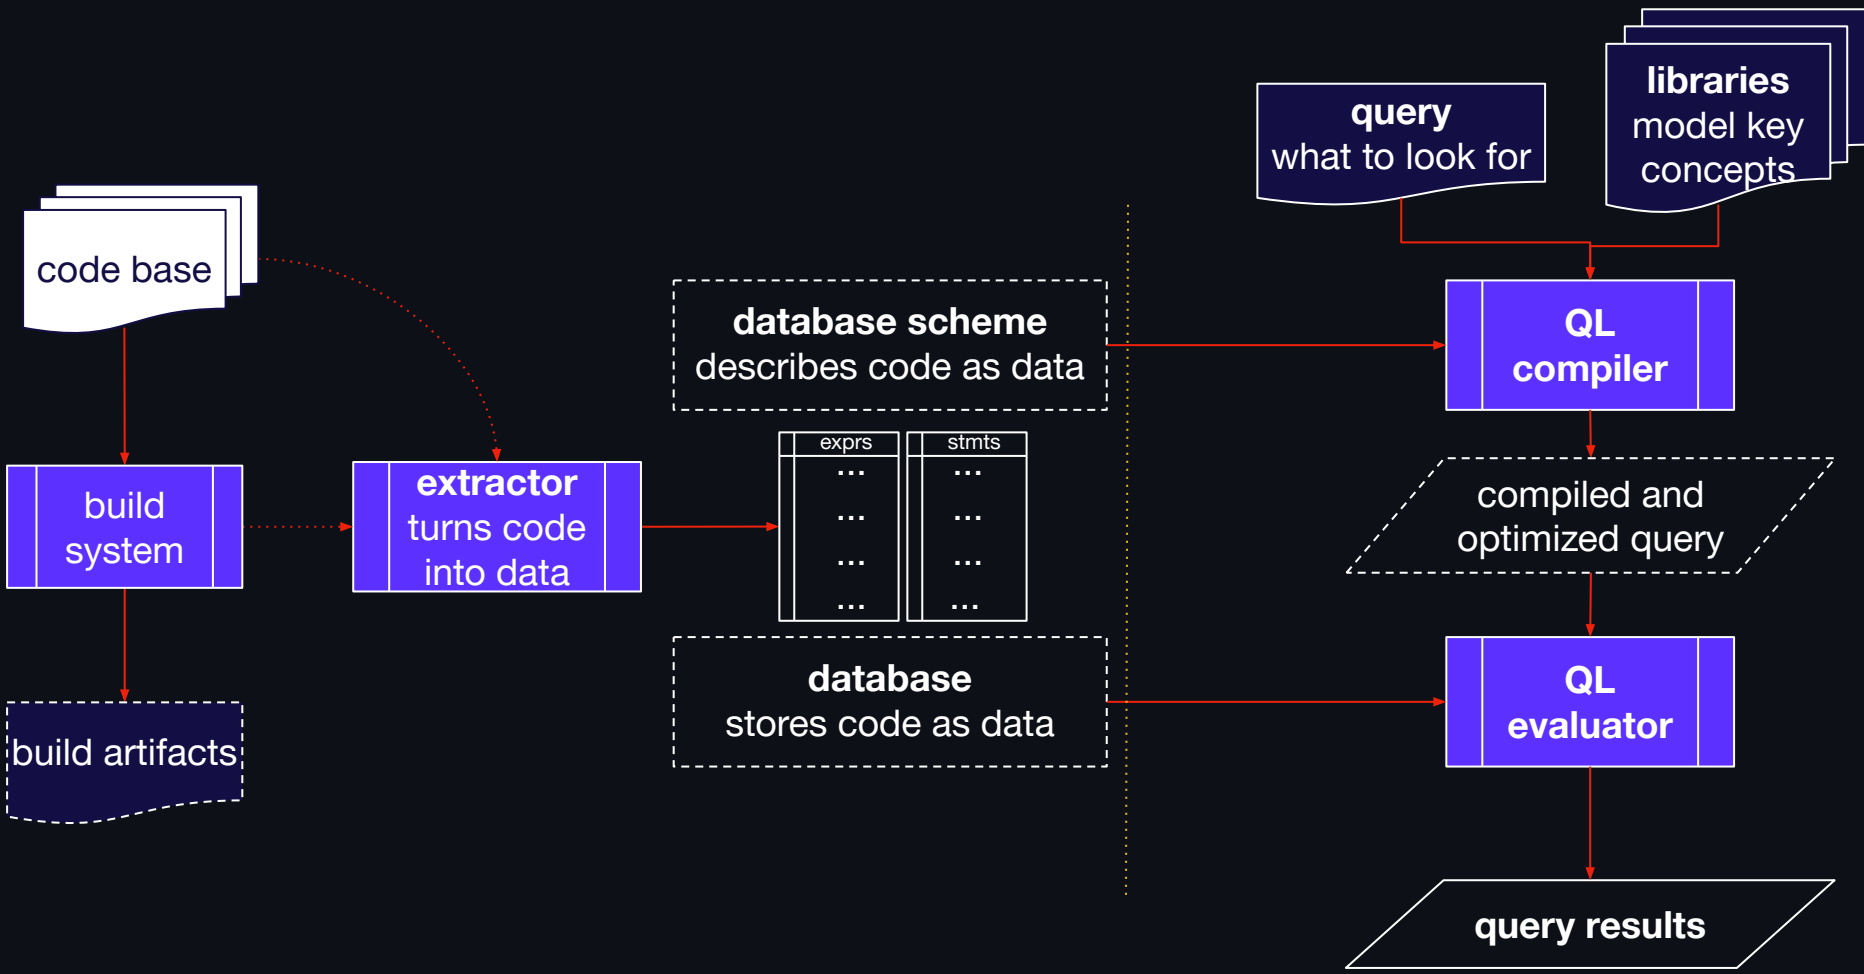 query
what to look for
libraries
model key
concepts
code base
database scheme
describes code as data
QL
compiler
exprs
stmts
...
...
...
...
...
...
...
...
build
system
extractor
turns code
into data
compiled and
optimized query
database
stores code as data
QL
evaluator
build artifacts
query results